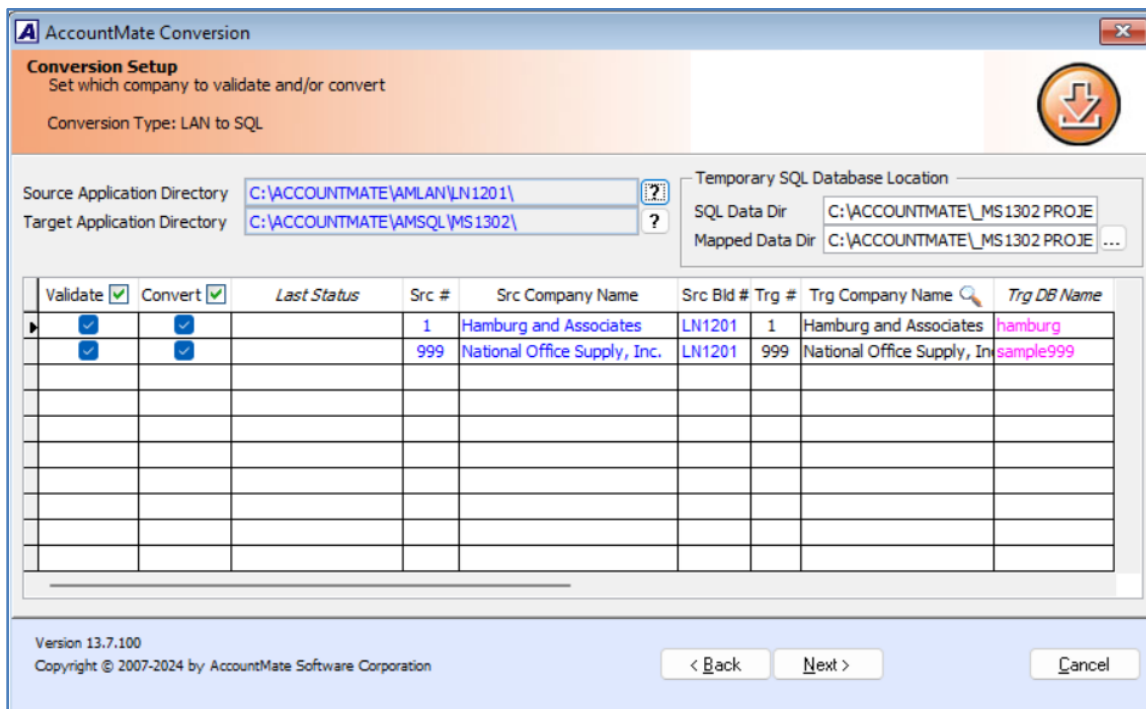 AccountMate Conversion
Conversion Setup
Set which company to validate and/or convert
Conversion Type: LAN to SQL
Source Application Directory C:\ACCOUNTMATE\AMLAN\LN1201\ ?
Target Application Directory C:\ACCOUNTMATE\AMSQL\MS1302\ ?
Temporary SQL Database Location
SQL Data Dir C:\ACCOUNTMATE\_MS1302 PROJE
Mapped Data Dir C:\ACCOUNTMATE\_MS1302 PROJE ...
Validate Convert Last Status Src # Src Company Name Src Bld # Trg # Trg Company Name Trg DB Name
1 Hamburg and Associates LN1201 1 Hamburg and Associates hamburg
999 National Office Supply, Inc. LN1201 999 National Office Supply, In sample999
Version 13.7.100
Copyright © 2007-2024 by AccountMate Software Corporation
< Back Next > Cancel